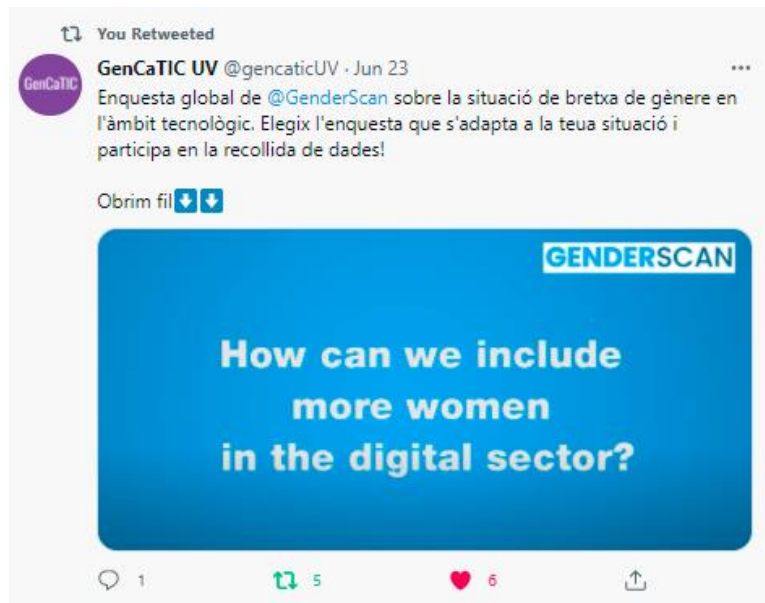 You Retweeted
GenCaTIC UV @gencaticUV · Jun 23
GenCaTIC
Enquesta global de @GenderScan sobre la situació de bretxa de gènere en
l'àmbit tecnològic. Elegix l'enquesta que s'adapta a la teua situació i
participa en la recollida de dades!
Obrim fil⬇️⬇️
GENDERSCAN
How can we include
more women
in the digital sector?
1 5 6